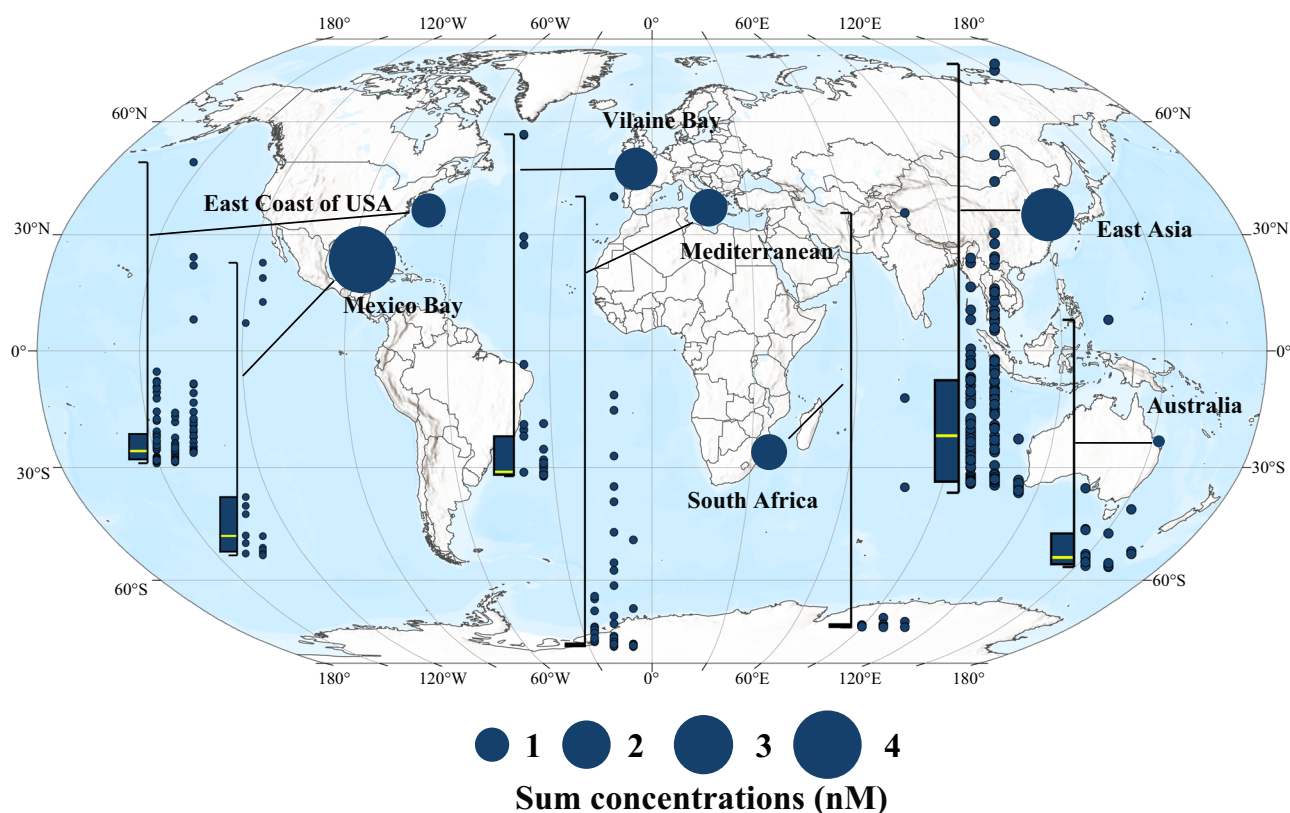 180° 120°W 60°W 0° 60°E 120°E 180°
60°N 60°N
Vilaine Bay
East Coast of USA
30°N 30°N
East Asia
Mediterranean
Mexico Bay
0° 0°
Australia
30°S 30°S
South Africa
60°S 60°S
180° 120°W 60°W 0° 60°E 120°E 180°
1 2 3 4
Sum concentrations (nM)